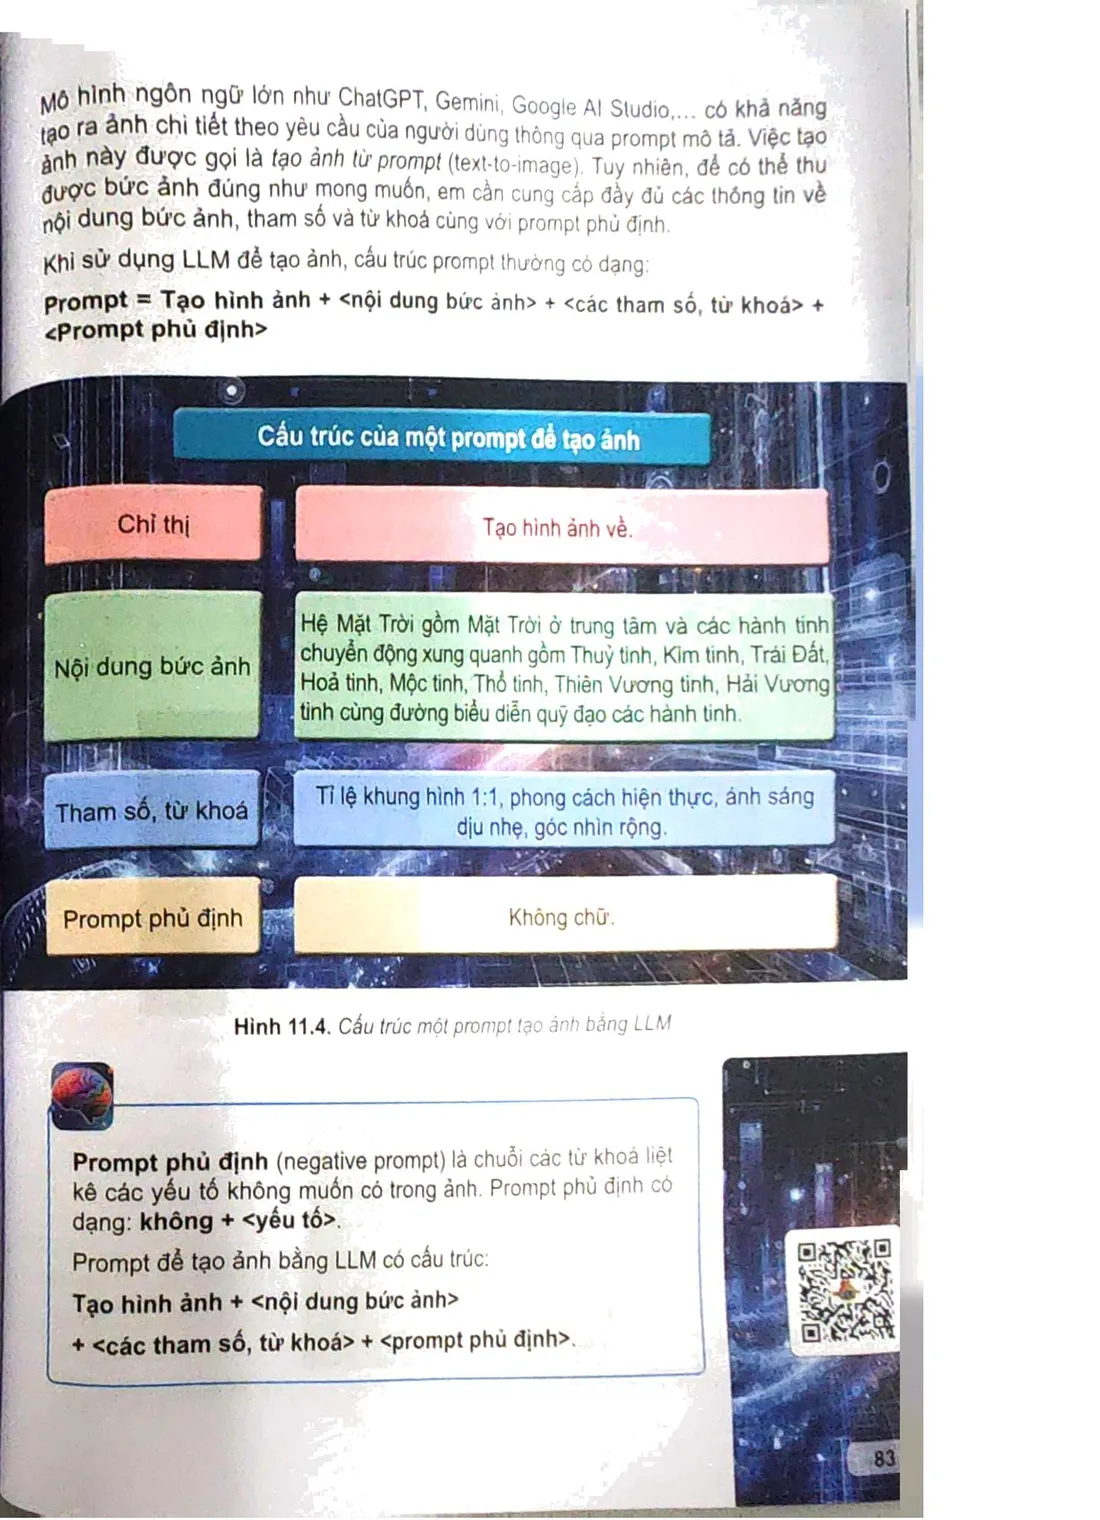 Mô hình ngôn ngữ lớn như ChatGPT, Gemini, Google AI Studio,... có khả năng
tạo ra ảnh chi tiết theo yêu cầu của người dùng thông qua prompt mô tả. Việc tạo
ảnh này được gọi là tạo ảnh từ prompt (text-to-image). Tuy nhiên, để có thể thu
được bức ảnh đúng như mong muốn, em cần cung cấp đầy đủ các thông tin về
nội dung bức ảnh, tham số và từ khoá cùng với prompt phủ định.
Khi sử dụng LLM để tạo ảnh, cấu trúc prompt thường có dạng:
Prompt = Tạo hình ảnh + <nội dung bức ảnh> + <các tham số, từ khoá> +
<Prompt phủ định>
Cấu trúc của một prompt để tạo ảnh
Chỉ thị
Tạo hình ảnh về.
Nội dung bức ảnh
Hệ Mặt Trời gồm Mặt Trời ở trung tâm và các hành tinh
chuyển động xung quanh gồm Thuỷ tinh, Kim tinh, Trái Đất,
Hoả tinh, Mộc tinh, Thổ tinh, Thiên Vương tinh, Hải Vương
tinh cùng đường biểu diễn quỹ đạo các hành tinh.
Tham số, từ khoá
Tỉ lệ khung hình 1:1, phong cách hiện thực, ánh sáng
dịu nhẹ, góc nhìn rộng.
Prompt phủ định
Không chữ.
Hình 11.4. Cấu trúc một prompt tạo ảnh bằng LLM
Prompt phủ định (negative prompt) là chuỗi các từ khoá liệt
kê các yếu tố không muốn có trong ảnh. Prompt phủ định có
dạng: không + <yếu tố>.
Prompt để tạo ảnh bằng LLM có cấu trúc:
Tạo hình ảnh + <nội dung bức ảnh>
+ <các tham số, từ khoá> + <prompt phủ định>.
83